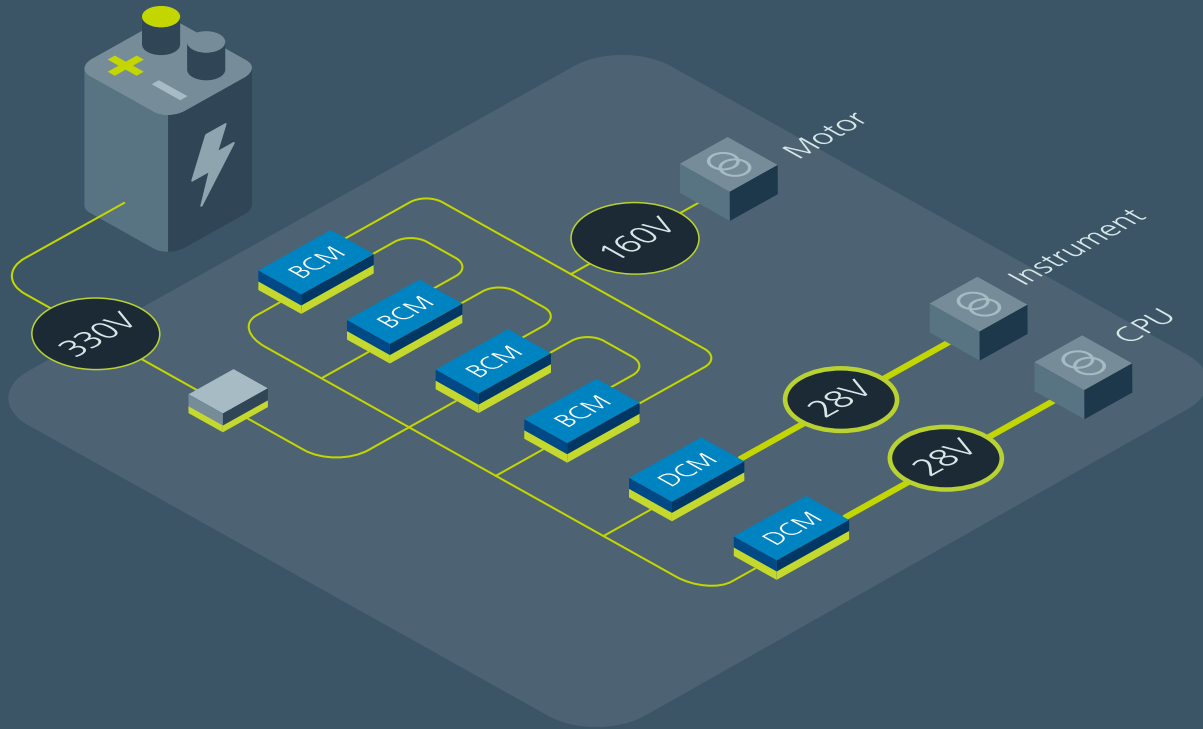 330V
BCM
BCM
BCM
BCM
160V
Motor
DCM
28V
Instrument
DCM
28V
CPU